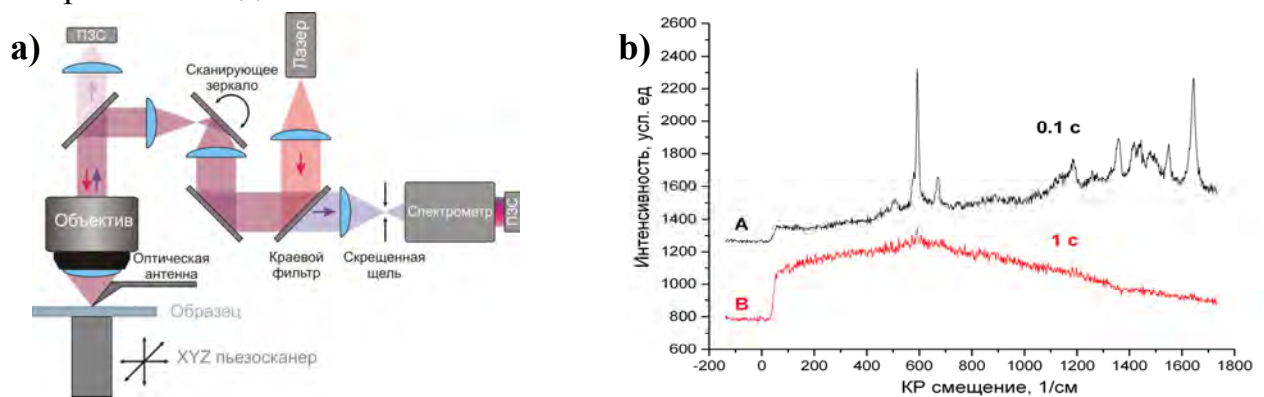 a)
ПЗС
Лазер
Сканирующее
зеркало
Объектив
Оптическая
антенна
Краевой
фильтр
Скрещенная
щель
Спектрометр
ПЗС
Образец
XYZ пьезосканер
b)
Интенсивность, усл. ед
2600
2400
2200
2000
1800
1600
1400
1200
1000
800
600
0.1 с
A
1 с
B
-200 0 200 400 600 800 1000 1200 1400 1600 1800
КР смещение, 1/см